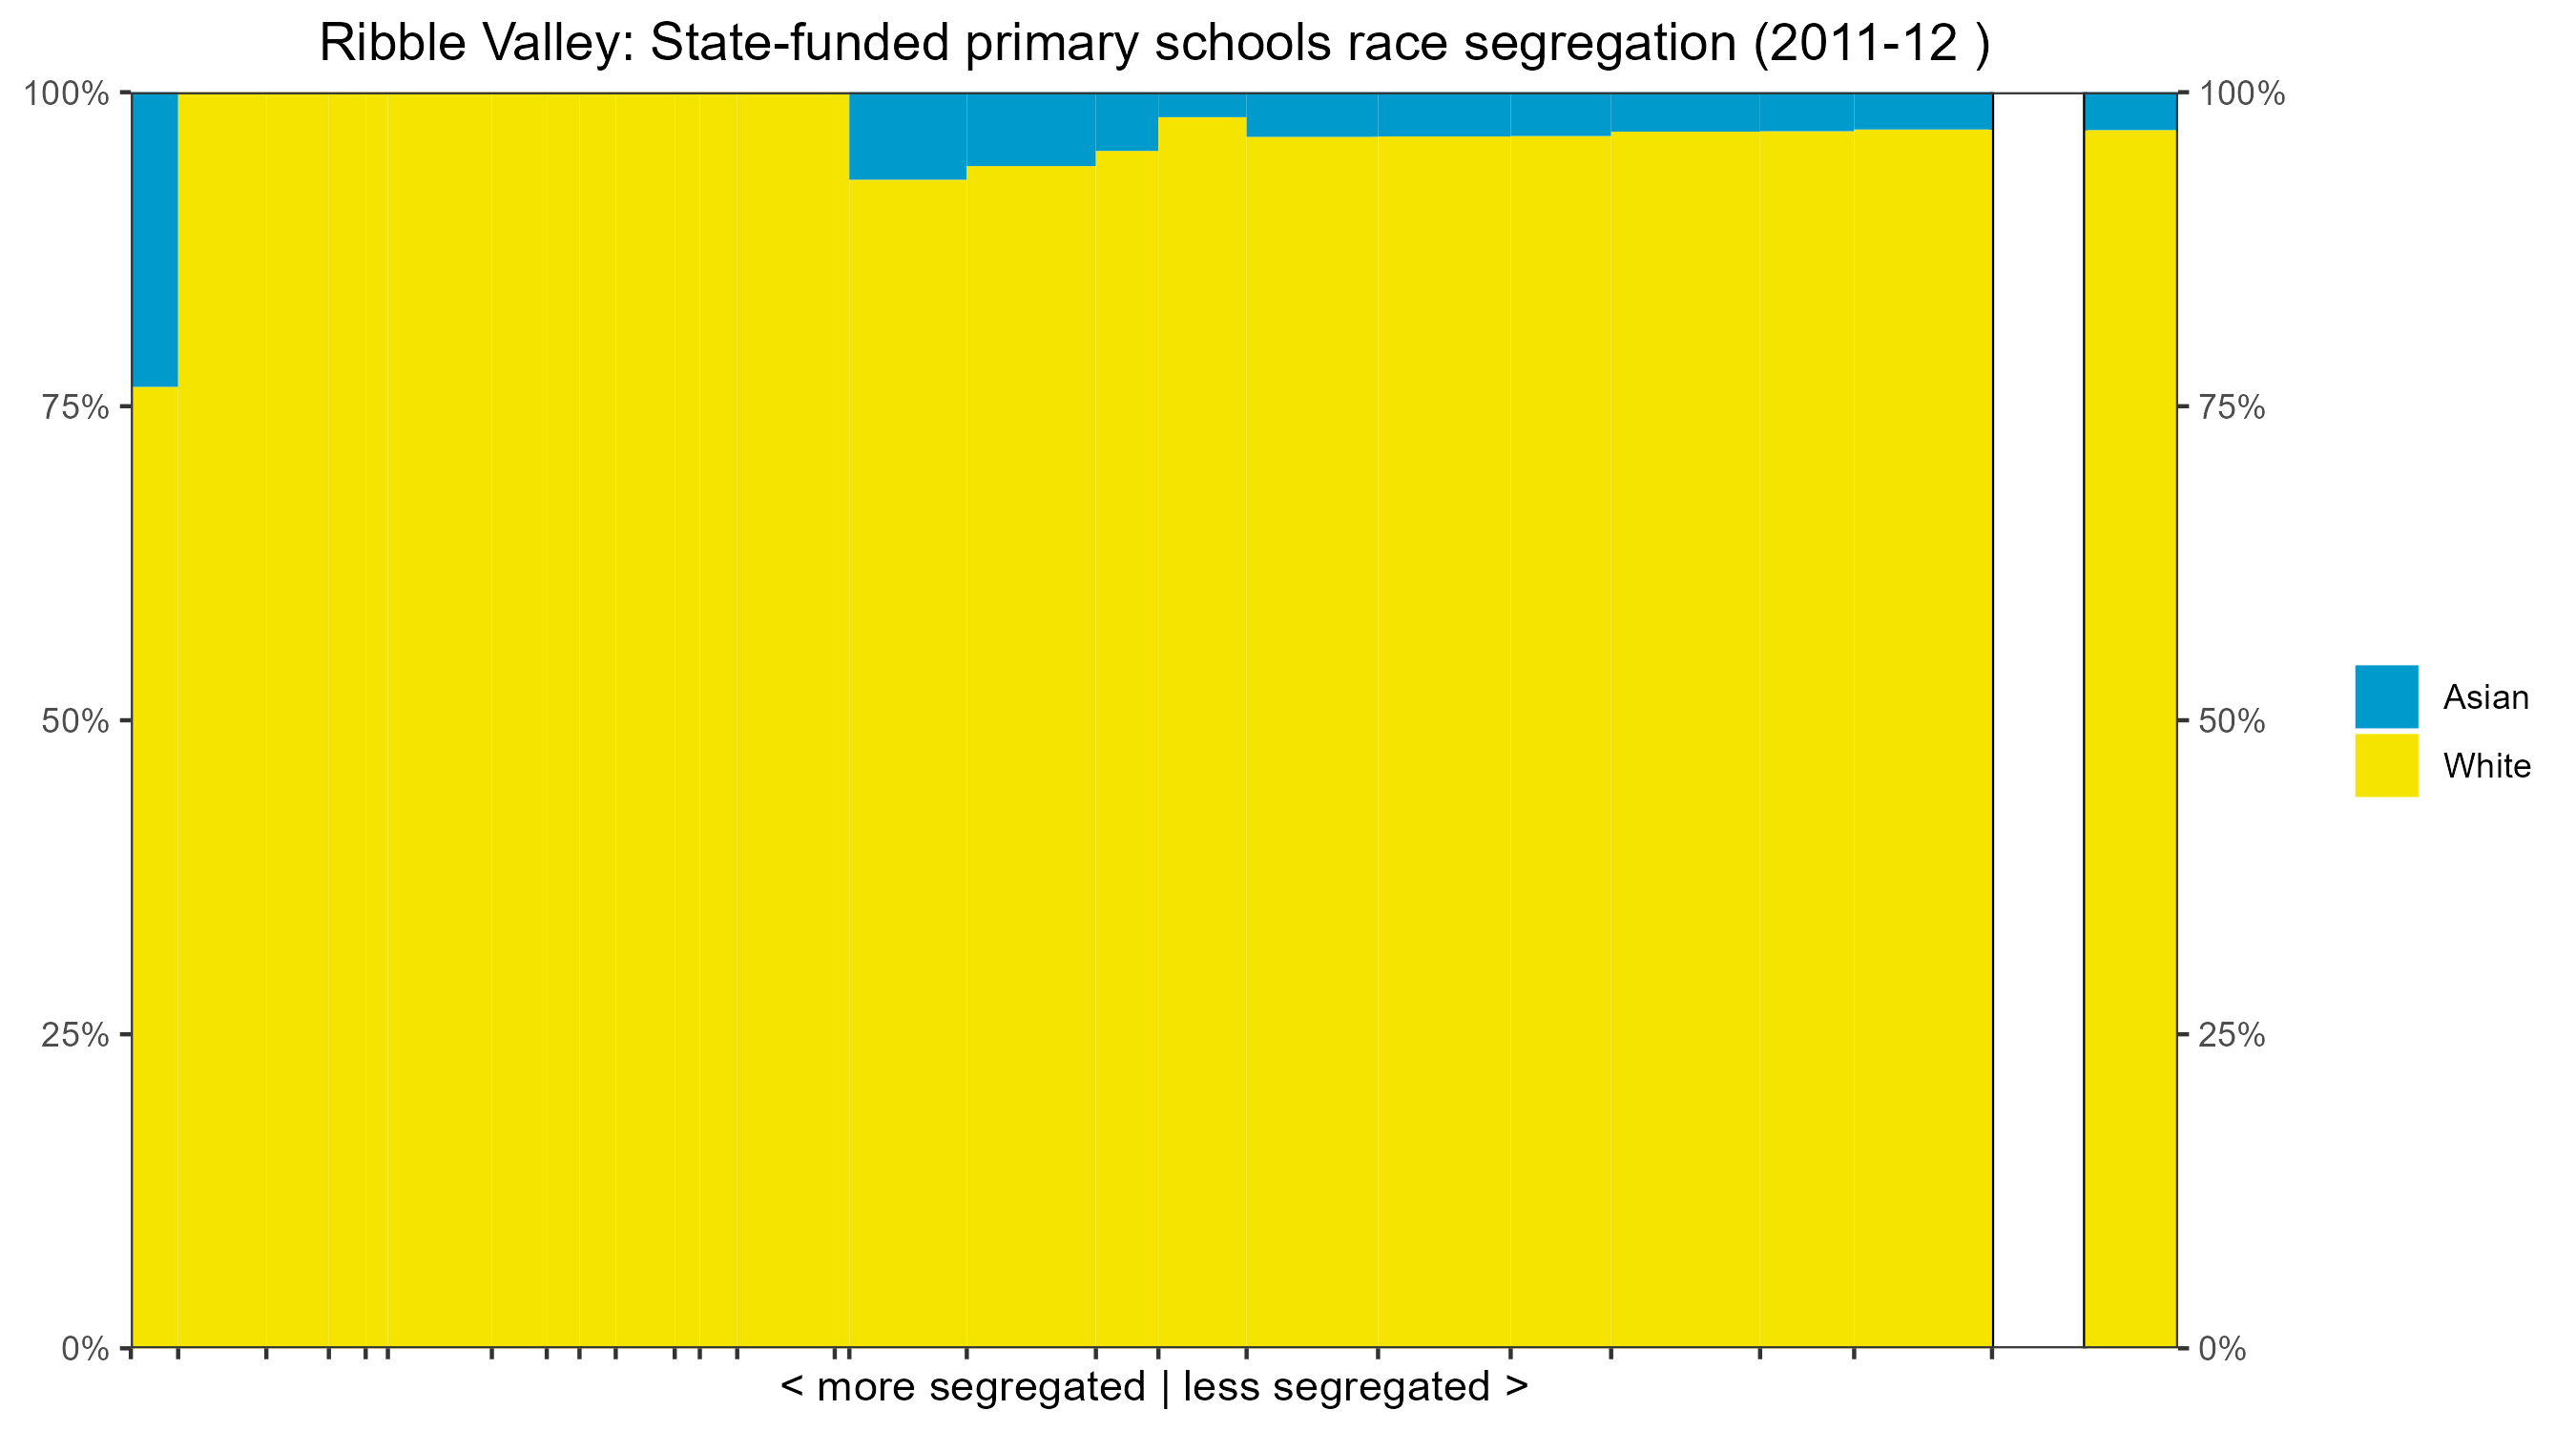 Ribble Valley: State-funded primary schools race segregation (2011-12 )
100%
75%
50%
25%
0%
100%
75%
50%
25%
0%
Asian
White
< more segregated | less segregated >